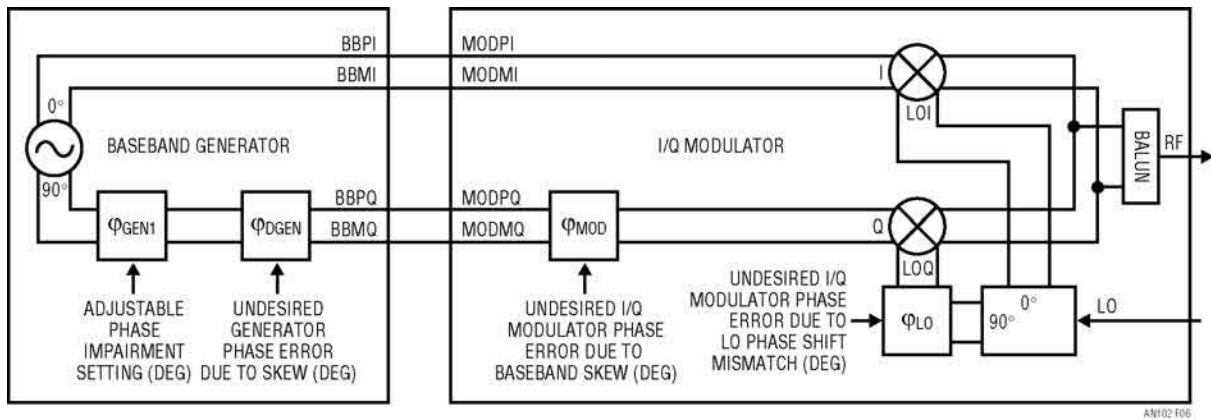 BBPI
MODPI
BBMI
MODMI
I
LOI
0°
BASEBAND GENERATOR
I/Q MODULATOR
BALUN
RF
90°
BBPQ
MODPQ
φGEN1
φDGEN
φMOD
BBMQ
MODMQ
Q
LOQ
ADJUSTABLE
PHASE
IMPAIRMENT
SETTING (DEG)
UNDESIRED
GENERATOR
PHASE ERROR
DUE TO SKEW (DEG)
UNDESIRED I/Q
MODULATOR PHASE
ERROR DUE TO
BASEBAND SKEW (DEG)
UNDESIRED I/Q
MODULATOR PHASE
ERROR DUE TO
LO PHASE SHIFT
MISMATCH (DEG)
φLO
90°
0°
LO
AN102 F06